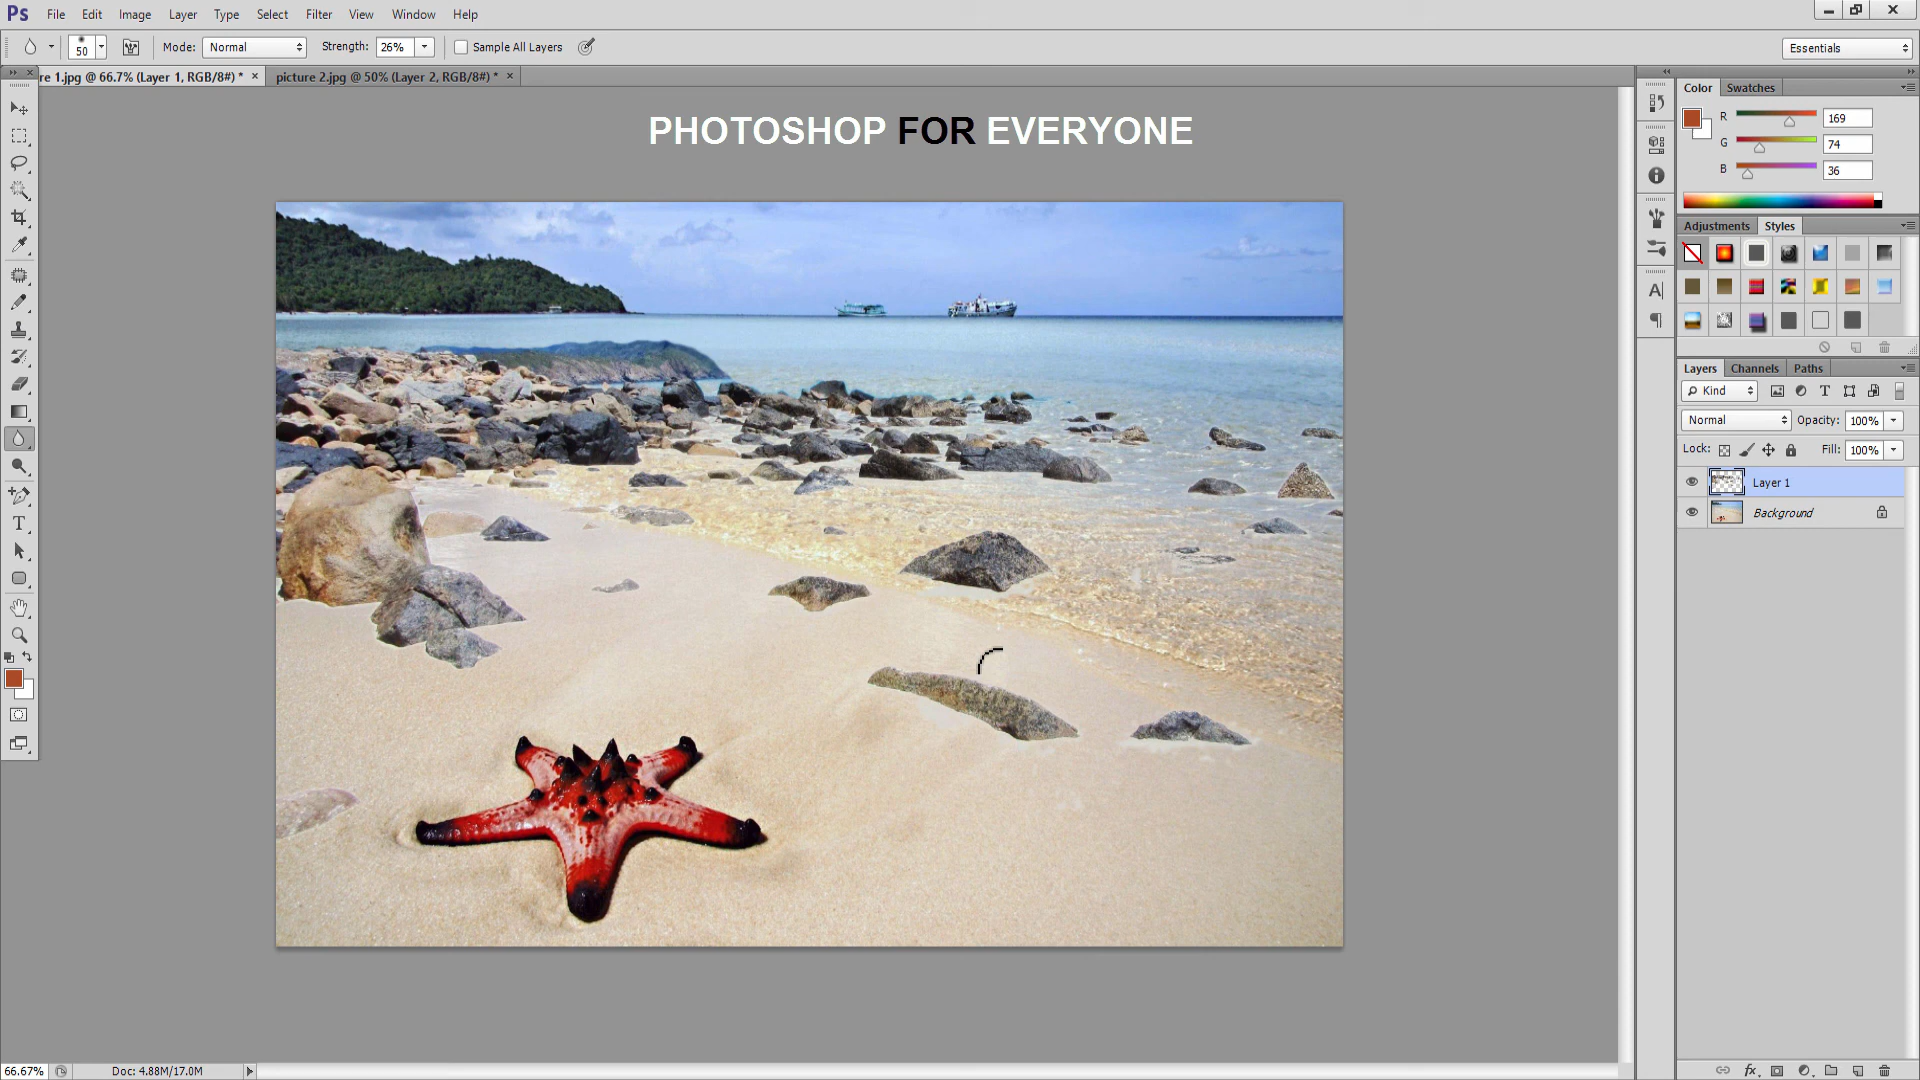 Ps File Edit Image Layer Type Select Filter View Window Help
50 Mode: Normal Strength: 26% Sample All Layers Essentials
re 1.jpg @ 66.7% (Layer 1, RGB/8#) * × picture 2.jpg @ 50% (Layer 2, RGB/8#) * ×
PHOTOSHOP FOR EVERYONE
Color Swatches
R 169
G 74
B 36
Adjustments Styles
Layers Channels Paths
Kind
Normal Opacity: 100%
Lock: Fill: 100%
Layer 1
Background
66.67% Doc: 4.88M/17.0M